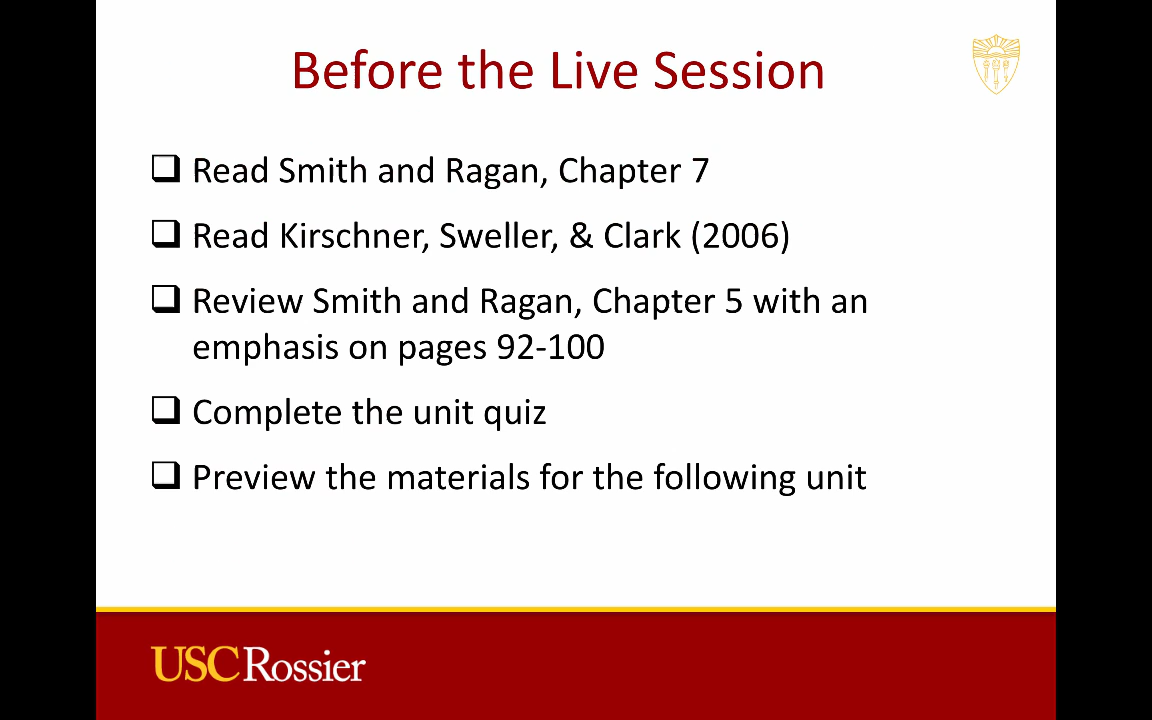 Before the Live Session
Read Smith and Ragan, Chapter 7
Read Kirschner, Sweller, & Clark (2006)
Review Smith and Ragan, Chapter 5 with an
emphasis on pages 92-100
Complete the unit quiz
Preview the materials for the following unit
USC Rossier